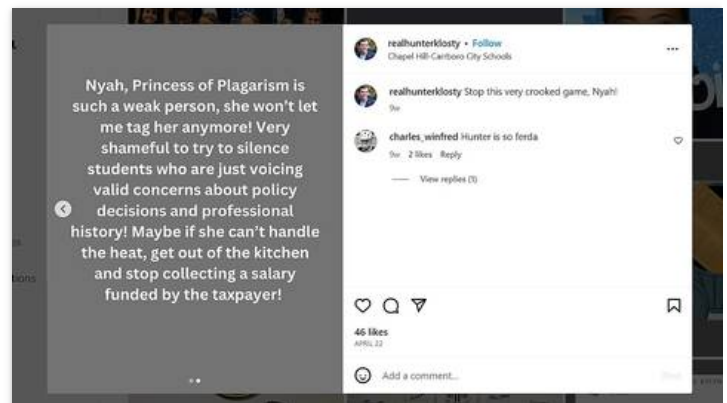 Nyah, Princess of Plagarism is
such a weak person, she won't let
me tag her anymore! Very
shameful to try to silence
students who are just voicing
valid concerns about policy
decisions and professional
history! Maybe if she can't handle
the heat, get out of the kitchen
and stop collecting a salary
funded by the taxpayer!
realhunterklosty • Follow
Chapel Hill-Carrboro City Schools
realhunterklosty Stop this very crooked game, Nyah!
9w
charles_winfred Hunter is so ferda
9w 2 likes Reply
View replies (1)
46 likes
APRIL 22
Add a comment...